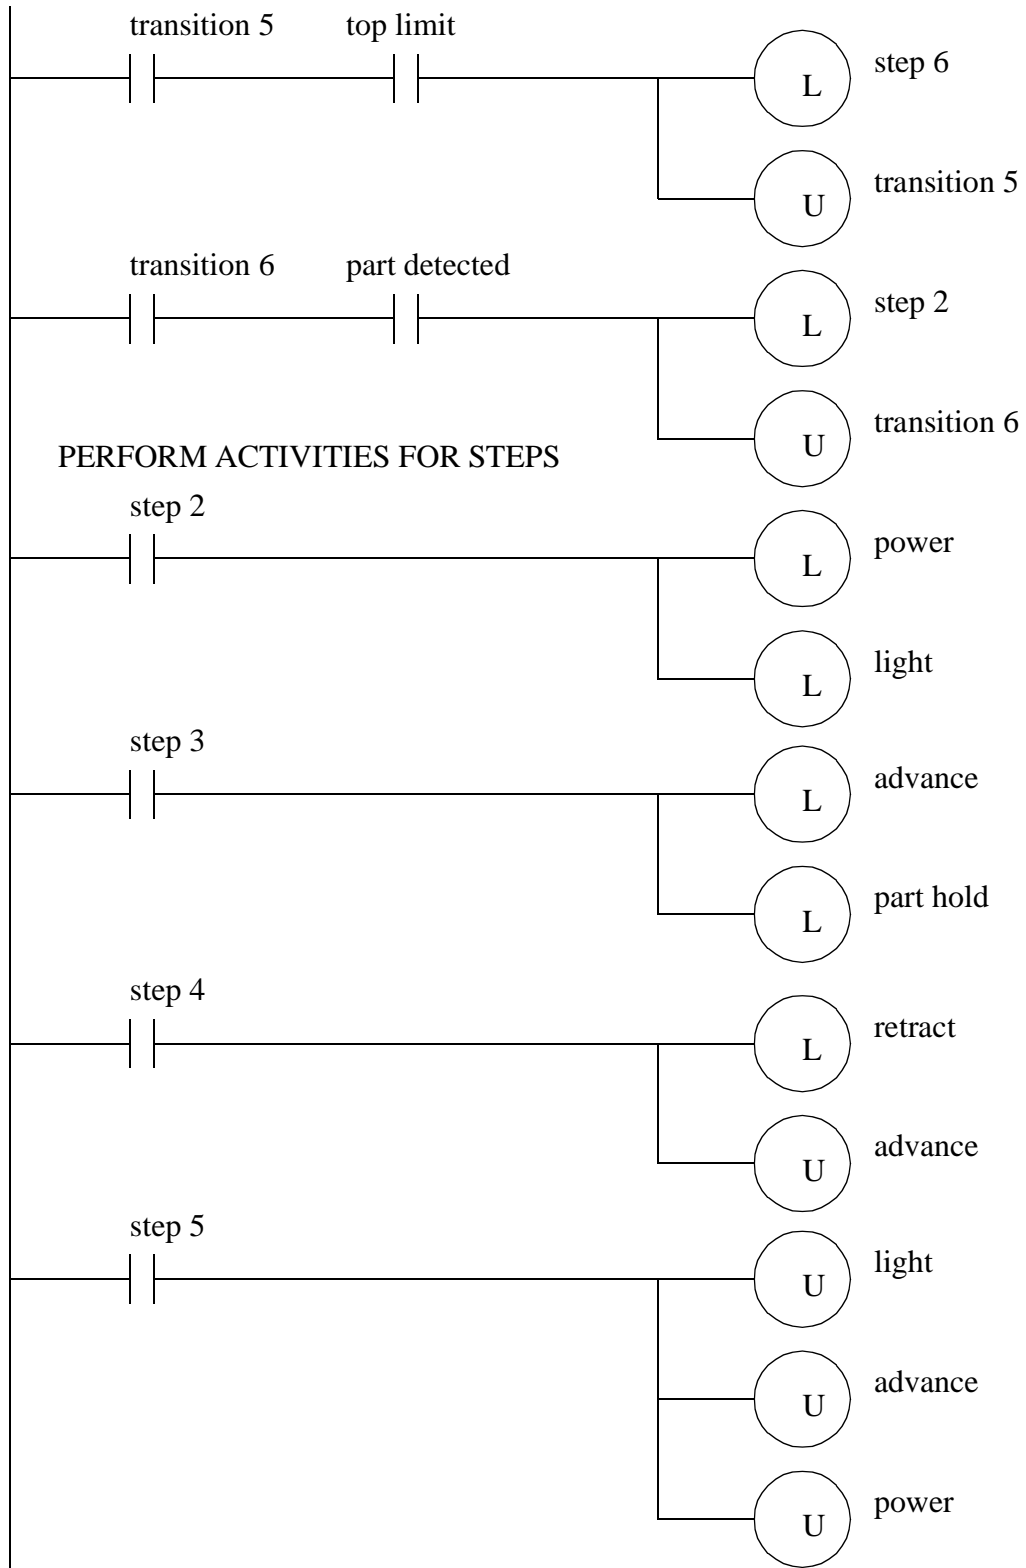 transition 5 top limit
L step 6
U transition 5
transition 6 part detected
L step 2
U transition 6
PERFORM ACTIVITIES FOR STEPS
step 2
L power
L light
step 3
L advance
L part hold
step 4
L retract
U advance
step 5
U light
U advance
U power